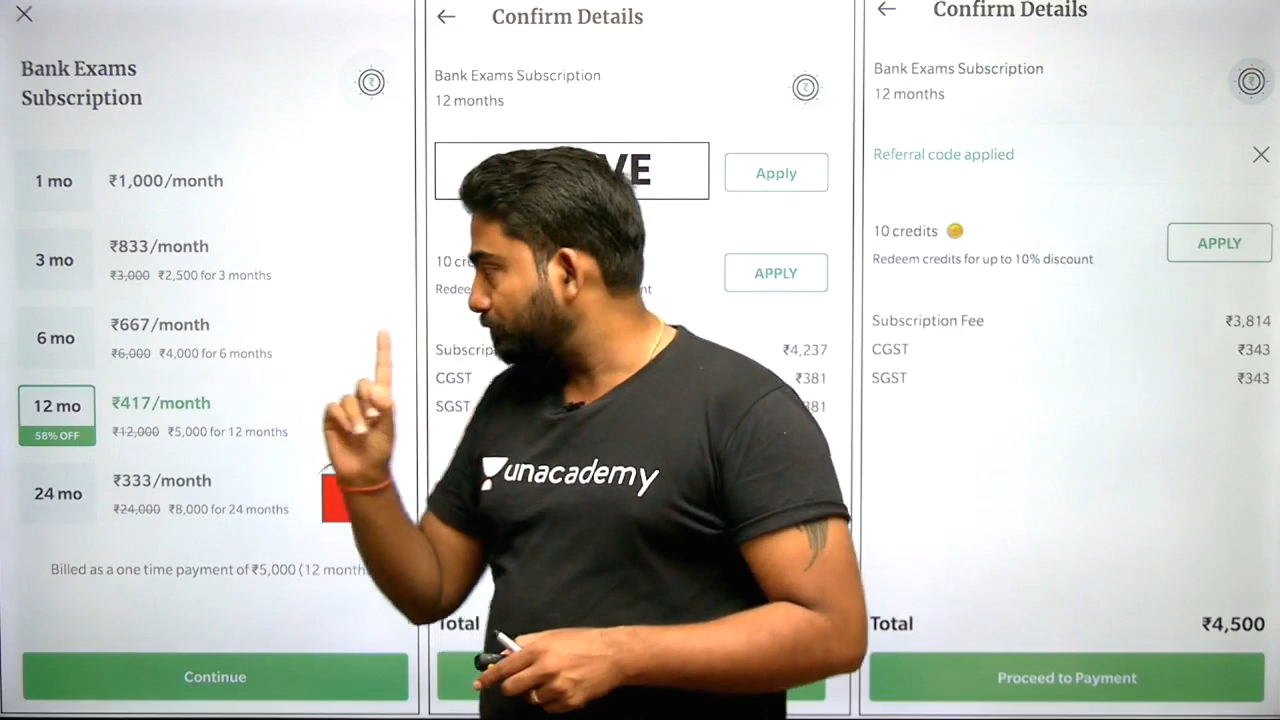 Bank Exams
Subscription
1 mo ₹1,000/month
3 mo ₹833/month
₹3,000 ₹2,500 for 3 months
6 mo ₹667/month
₹6,000 ₹4,000 for 6 months
12 mo ₹417/month
58% OFF ₹12,000 ₹5,000 for 12 months
24 mo ₹333/month
₹24,000 ₹8,000 for 24 months
Billed as a one time payment of ₹5,000 (12 month
Continue
Confirm Details
Bank Exams Subscription
12 months
VE Apply
10 cre
APPLY
Redee nt
Subscrip ₹4,237
CGST ₹381
SGST 381
Total
unacademy
Confirm Details
Bank Exams Subscription
12 months
Referral code applied
10 credits
APPLY
Redeem credits for up to 10% discount
Subscription Fee ₹3,814
CGST ₹343
SGST ₹343
Total ₹4,500
Proceed to Payment